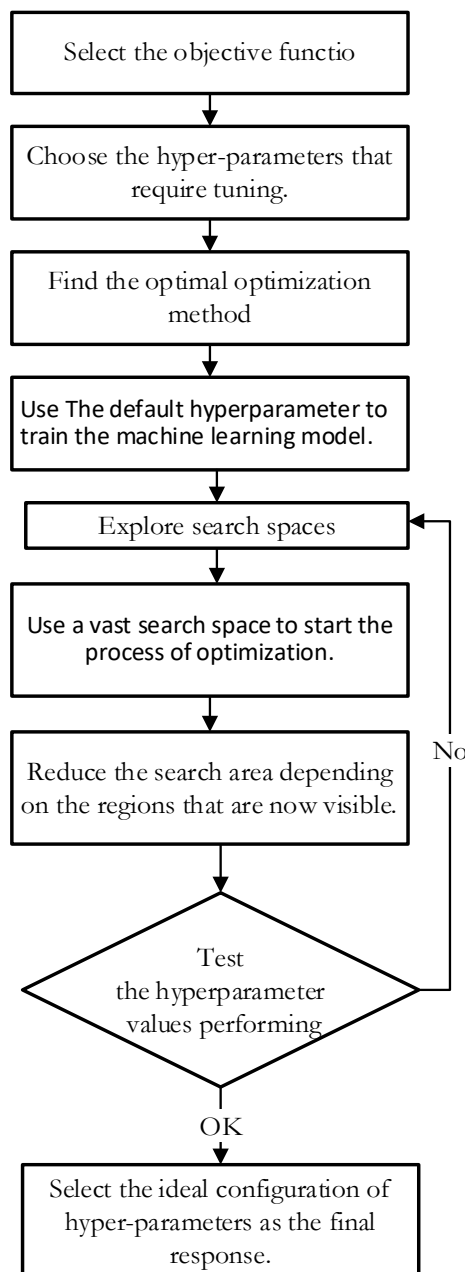 Select the objective functio
Choose the hyper-parameters that
require tuning.
Find the optimal optimization
method
Use The default hyperparameter to
train the machine learning model.
Explore search spaces
Use a vast search space to start the
process of optimization.
Reduce the search area depending
on the regions that are now visible.
No
Test
the hyperparameter
values performing
OK
Select the ideal configuration of
hyper-parameters as the final
response.